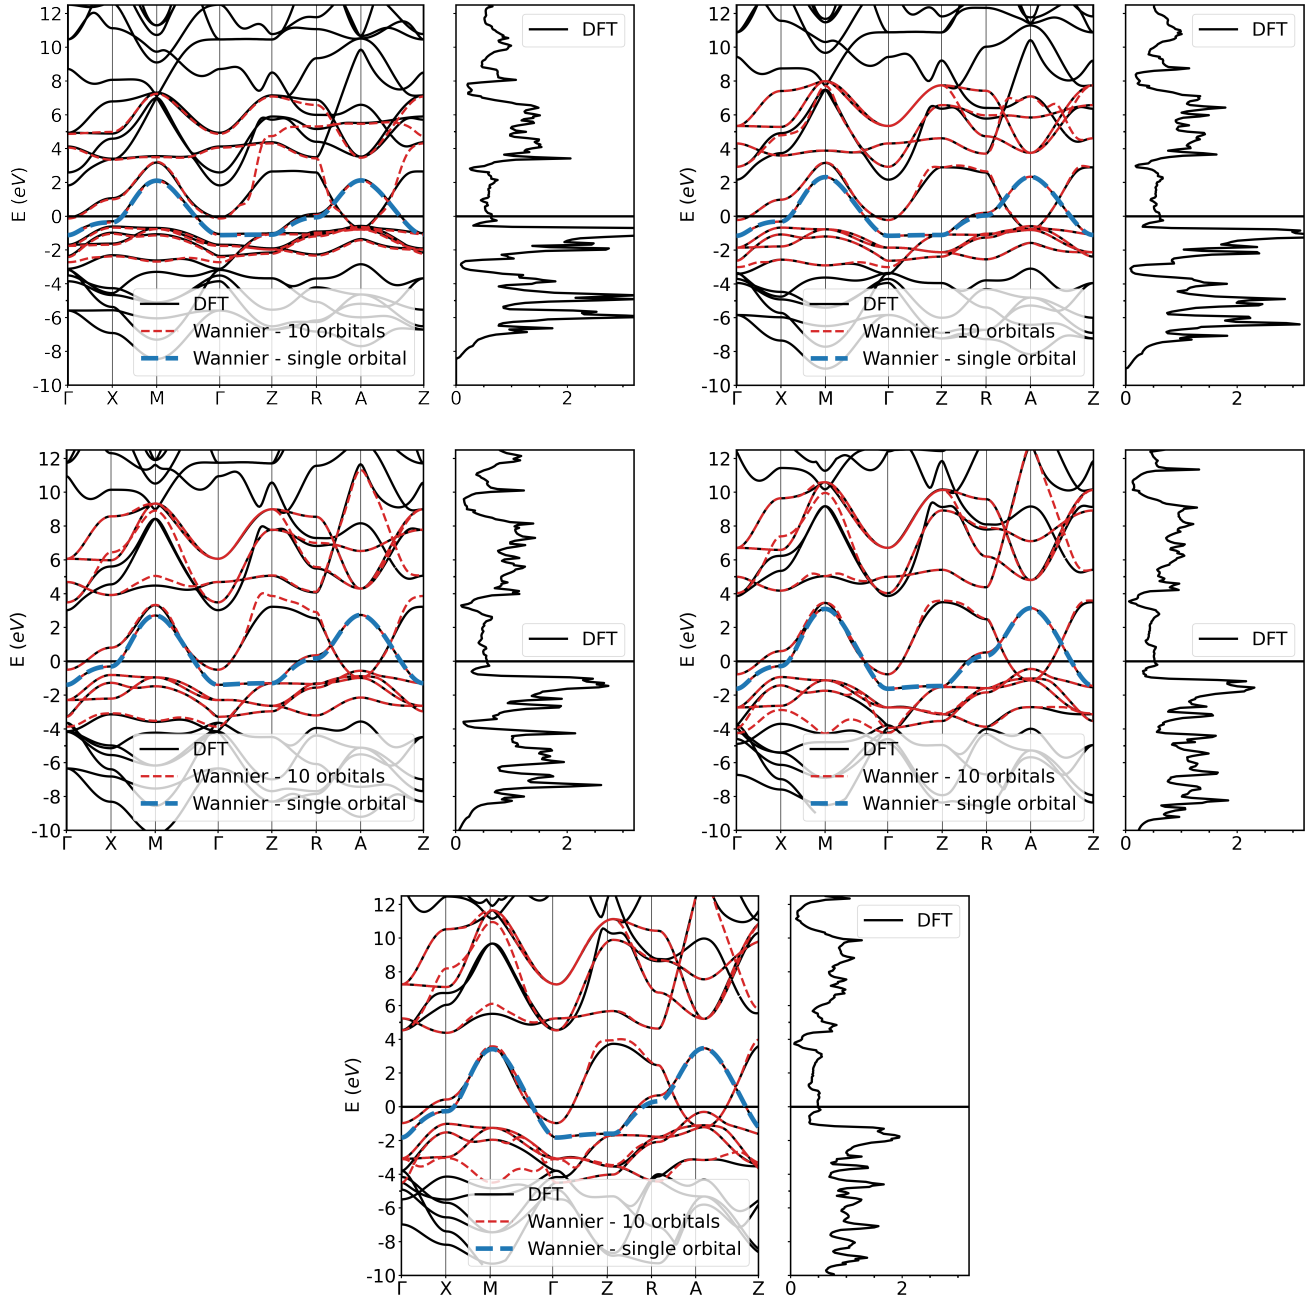 12
10
8
6
4
2
0
-2
-4
-6
-8
-10
E (eV)
Γ X M Γ Z R A Z
DFT
Wannier - 10 orbitals
Wannier - single orbital
DFT
0 2
12
10
8
6
4
2
0
-2
-4
-6
-8
-10
E (eV)
Γ X M Γ Z R A Z
DFT
Wannier - 10 orbitals
Wannier - single orbital
DFT
0 2
12
10
8
6
4
2
0
-2
-4
-6
-8
-10
E (eV)
Γ X M Γ Z R A Z
DFT
Wannier - 10 orbitals
Wannier - single orbital
DFT
0 2
12
10
8
6
4
2
0
-2
-4
-6
-8
-10
E (eV)
Γ X M Γ Z R A Z
DFT
Wannier - 10 orbitals
Wannier - single orbital
DFT
0 2
12
10
8
6
4
2
0
-2
-4
-6
-8
-10
E (eV)
Γ X M Γ Z R A Z
DFT
Wannier - 10 orbitals
Wannier - single orbital
DFT
0 2